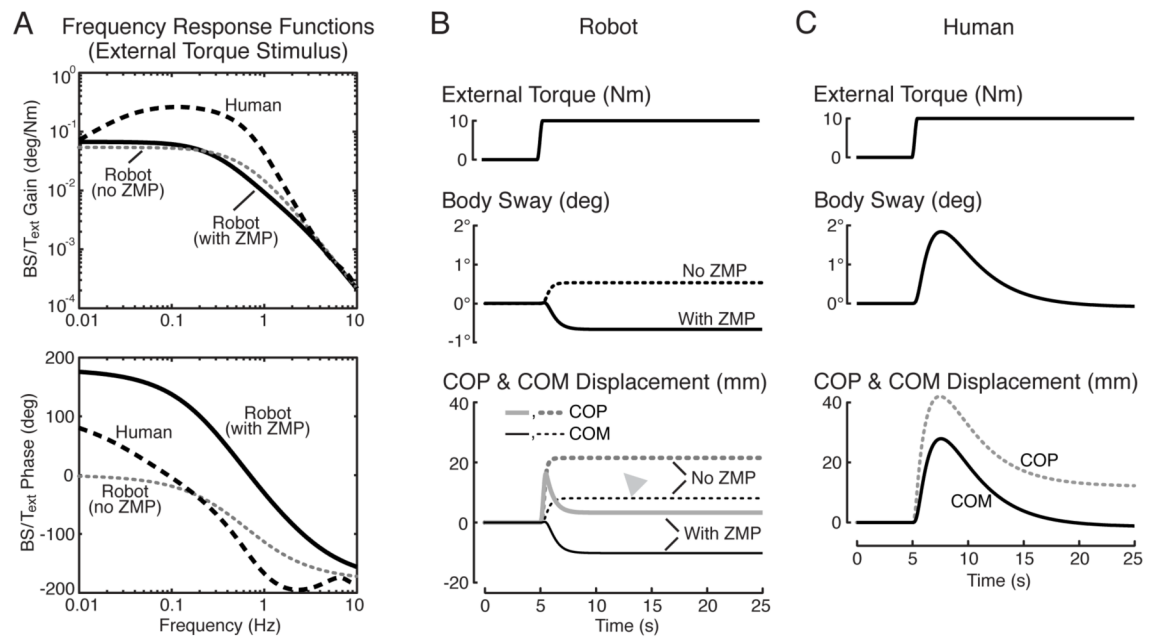 A
Frequency Response Functions
(External Torque Stimulus)
10⁰
10⁻¹
10⁻²
10⁻³
10⁻⁴
BS/Text Gain (deg/Nm)
Human
Robot
(no ZMP)
Robot
(with ZMP)
0.01
0.1
1
10
200
100
0
-100
-200
BS/Text Phase (deg)
Robot
(with ZMP)
Human
Robot
(no ZMP)
0.01
0.1
1
10
Frequency (Hz)
B
Robot
External Torque (Nm)
10
0
Body Sway (deg)
2°
1°
0°
-1°
No ZMP
With ZMP
COP & COM Displacement (mm)
40
20
0
-20
, COP
, COM
No ZMP
With ZMP
0
5
10
15
20
25
Time (s)
C
Human
External Torque (Nm)
10
0
Body Sway (deg)
2°
1°
0°
COP & COM Displacement (mm)
40
20
0
COP
COM
0
5
10
15
20
25
Time (s)